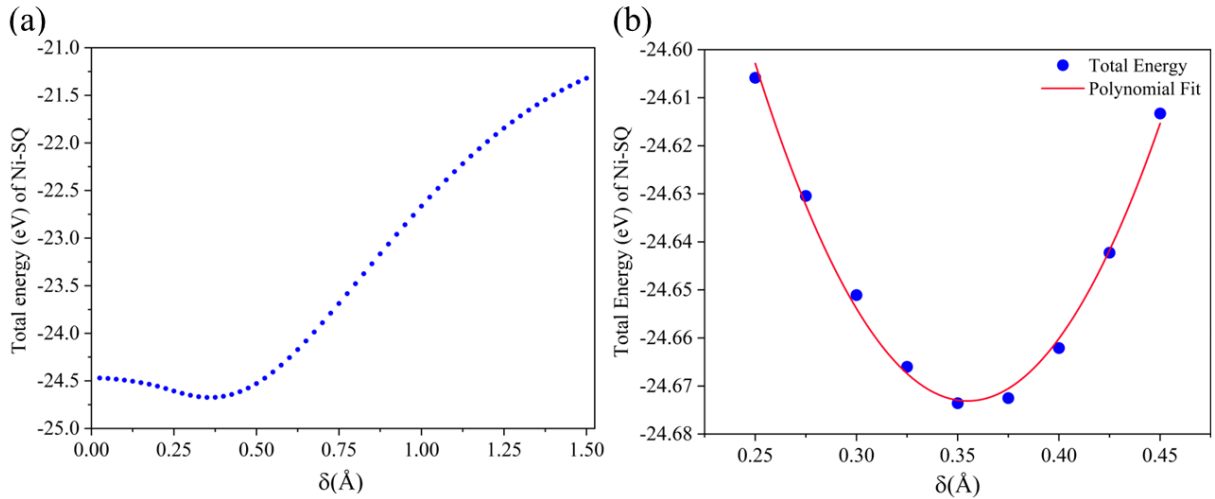 (a)
Total energy (eV) of Ni-SQ
-21.0
-21.5
-22.0
-22.5
-23.0
-23.5
-24.0
-24.5
-25.0
0.00 0.25 0.50 0.75 1.00 1.25 1.50
δ(Å)
(b)
Total Energy (eV) of Ni-SQ
-24.60
-24.61
-24.62
-24.63
-24.64
-24.65
-24.66
-24.67
-24.68
Total Energy
Polynomial Fit
0.25 0.30 0.35 0.40 0.45
δ(Å)